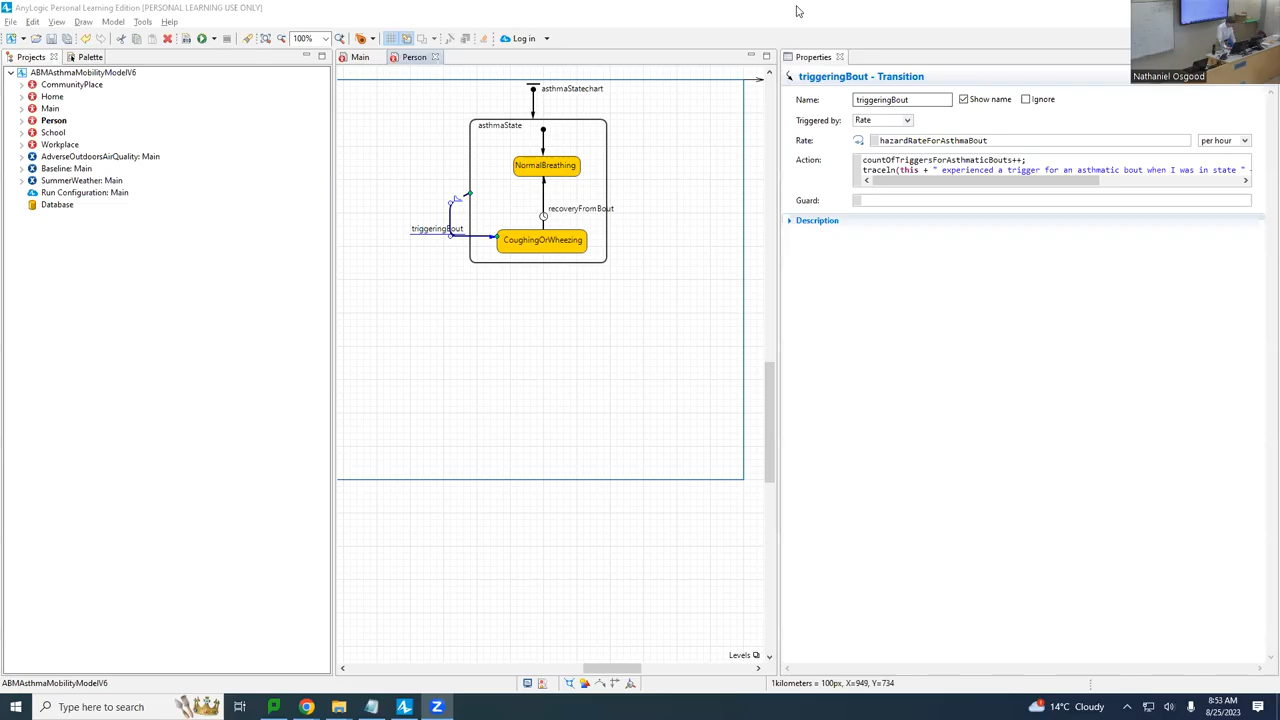 AnyLogic Personal Learning Edition [PERSONAL LEARNING USE ONLY]
File Edit View Draw Model Tools Help
100% Log in
Projects Palette Main Person Properties
ABMAsthmaMobilityModelV6
CommunityPlace
Home
Main
Person
School
Workplace
AdverseOutdoorsAirQuality: Main
Baseline: Main
SummerWeather: Main
Run Configuration: Main
Database
asthmaStatechart
asthmaState
NormalBreathing
recoveryFromBout
triggeringBout
CoughingOrWheezing
Levels
triggeringBout - Transition
Name: triggeringBout Show name Ignore
Triggered by: Rate
Rate: hazardRateForAsthmaBout per hour
Action: countOfTriggersForAsthmaticBouts++;
traceln(this + " experienced a trigger for an asthmatic bout when I was in state "
Guard:
Description
Nathaniel Osgood
ABMAsthmaMobilityModelV6 1kilometers = 100px, X=949, Y=734
Type here to search 14°C Cloudy 8:53 AM
8/25/2023